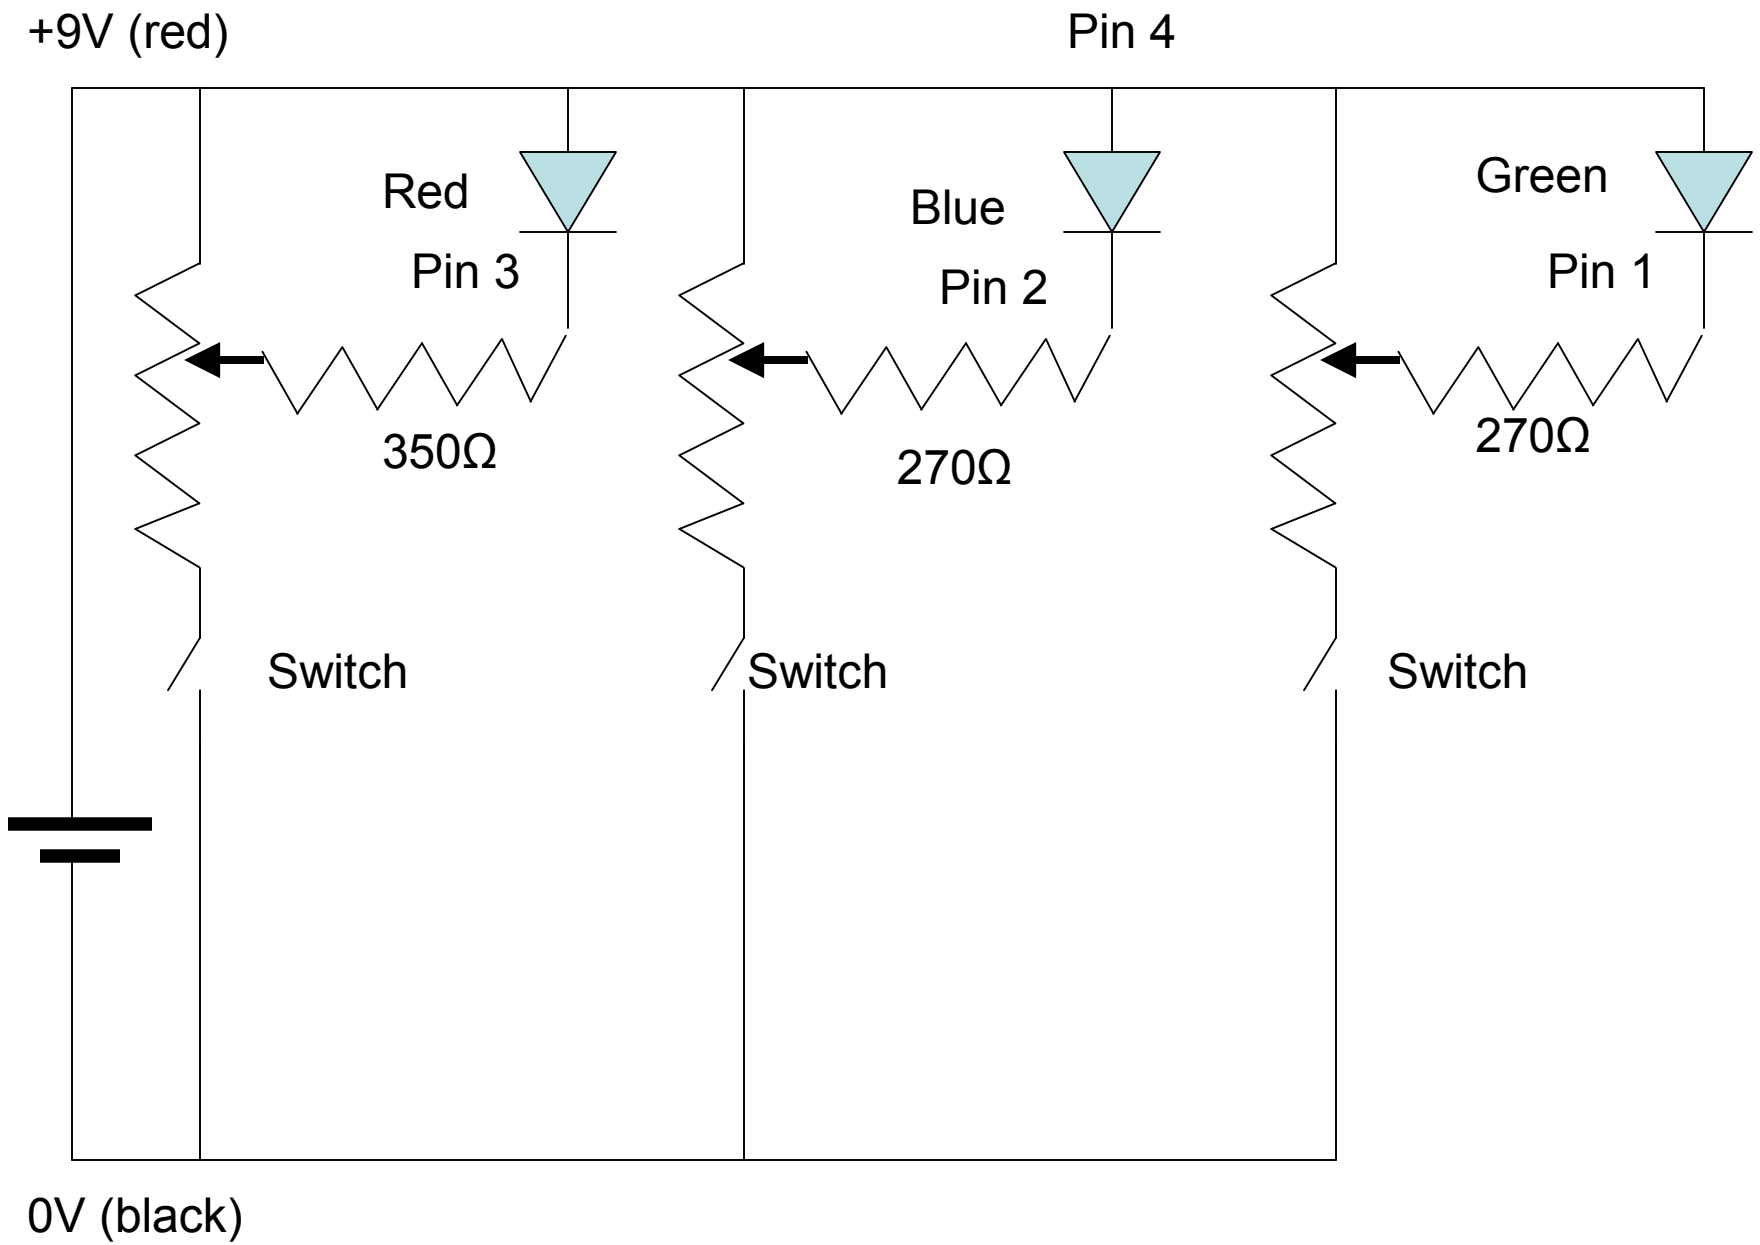 +9V (red)
Pin 4
Red
Pin 3
Blue
Pin 2
Green
Pin 1
350Ω
270Ω
270Ω
Switch
Switch
Switch
0V (black)